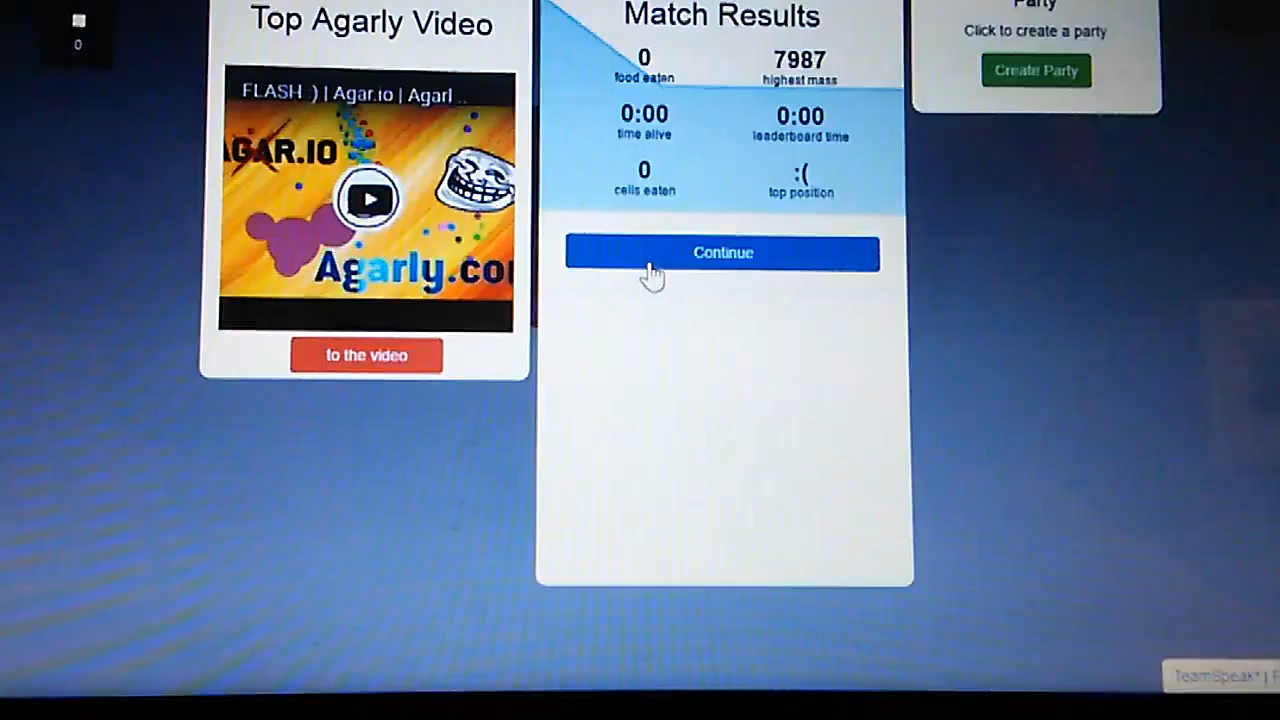 0
Top Agarly Video
FLASH :) | Agar.io | Agarl ...
AGAR.IO
Agarly.co
to the video
Match Results
0
food eaten
7987
highest mass
0:00
time alive
0:00
leaderboard time
0
cells eaten
:(
top position
Continue
Party
Click to create a party
Create Party
TeamSpeak* |